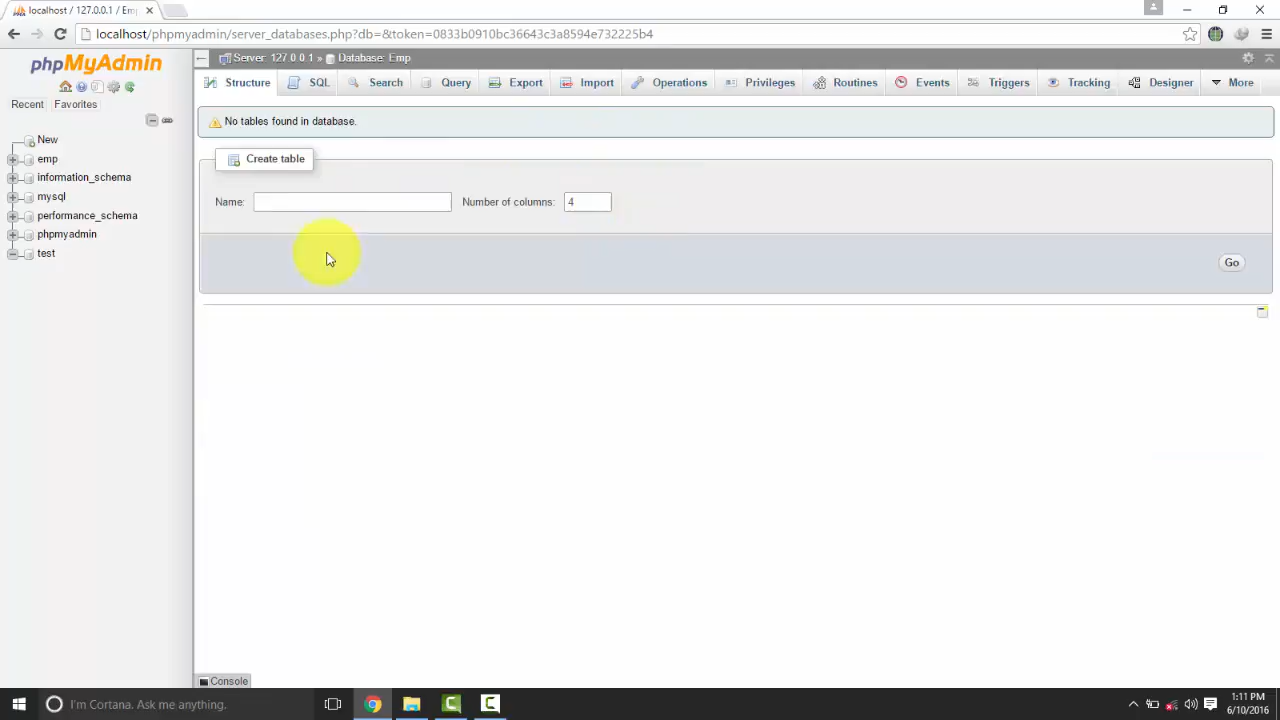 localhost / 127.0.0.1 / Em
localhost/phpmyadmin/server_databases.php?db=&token=0833b0910bc36643c3a8594e732225b4
phpMyAdmin
Recent Favorites
New
emp
information_schema
mysql
performance_schema
phpmyadmin
test
Server: 127.0.0.1 » Database: Emp
Structure SQL Search Query Export Import Operations Privileges Routines Events Triggers Tracking Designer More
No tables found in database.
Create table
Name: Number of columns: 4
Go
Console
I'm Cortana. Ask me anything.
1:11 PM
6/10/2016